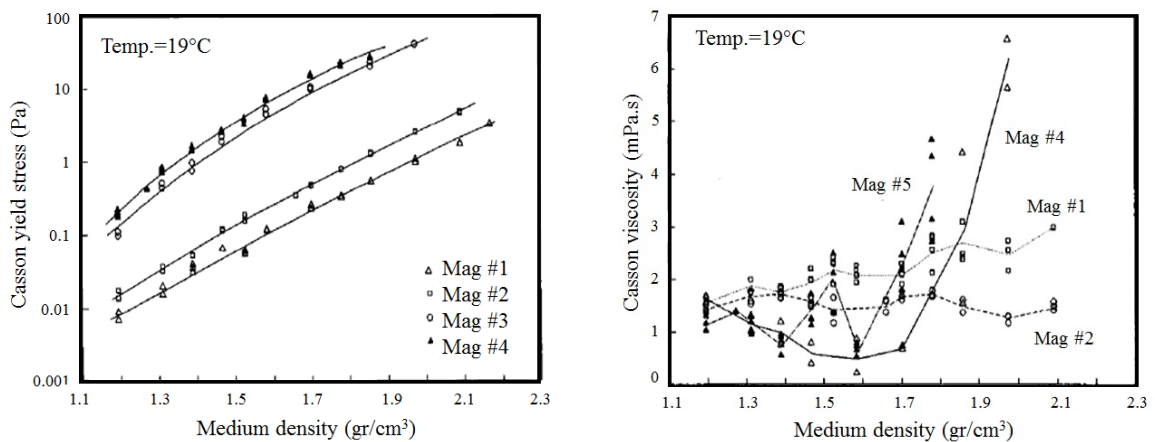 Temp.=19°C
Casson yield stress (Pa)
100
10
1
0.1
0.01
0.001
1.1 1.3 1.5 1.7 1.9 2.1 2.3
Medium density (gr/cm³)
Mag #1
Mag #2
Mag #3
Mag #4
Temp.=19°C
Casson viscosity (mPa.s)
7
6
5
4
3
2
1
0
1.1 1.3 1.5 1.7 1.9 2.1 2.3
Medium density (gr/cm³)
Mag #4
Mag #5
Mag #1
Mag #2